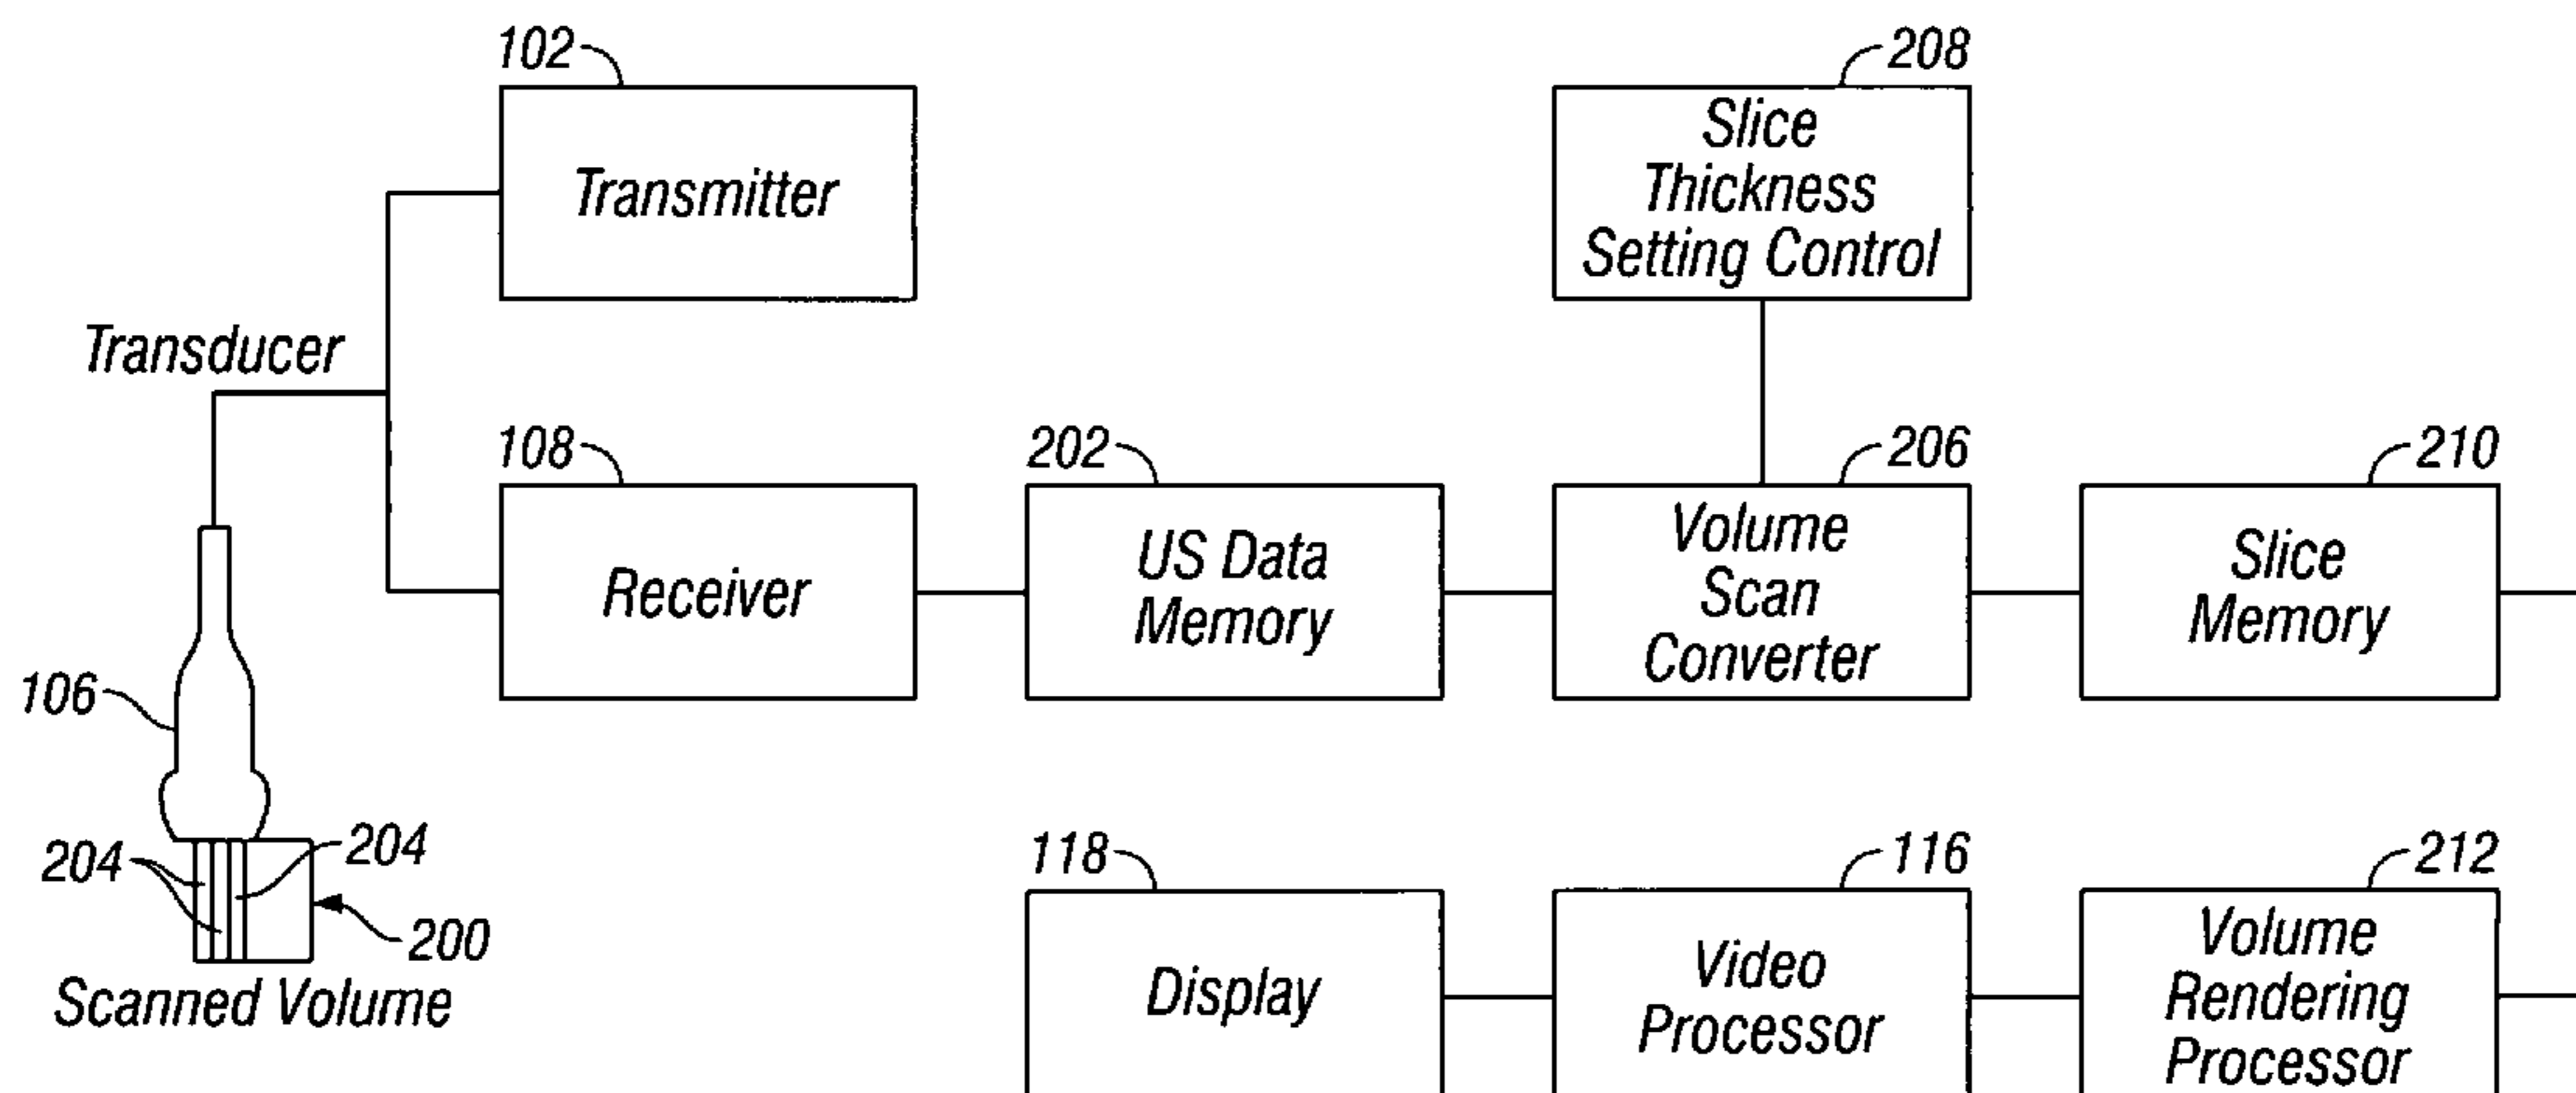 102
208
Transmitter
Slice
Thickness
Setting Control
Transducer
108
202
206
210
Receiver
US Data
Memory
Volume
Scan
Converter
Slice
Memory
106
204
204
200
Scanned Volume
118
116
212
Display
Video
Processor
Volume
Rendering
Processor